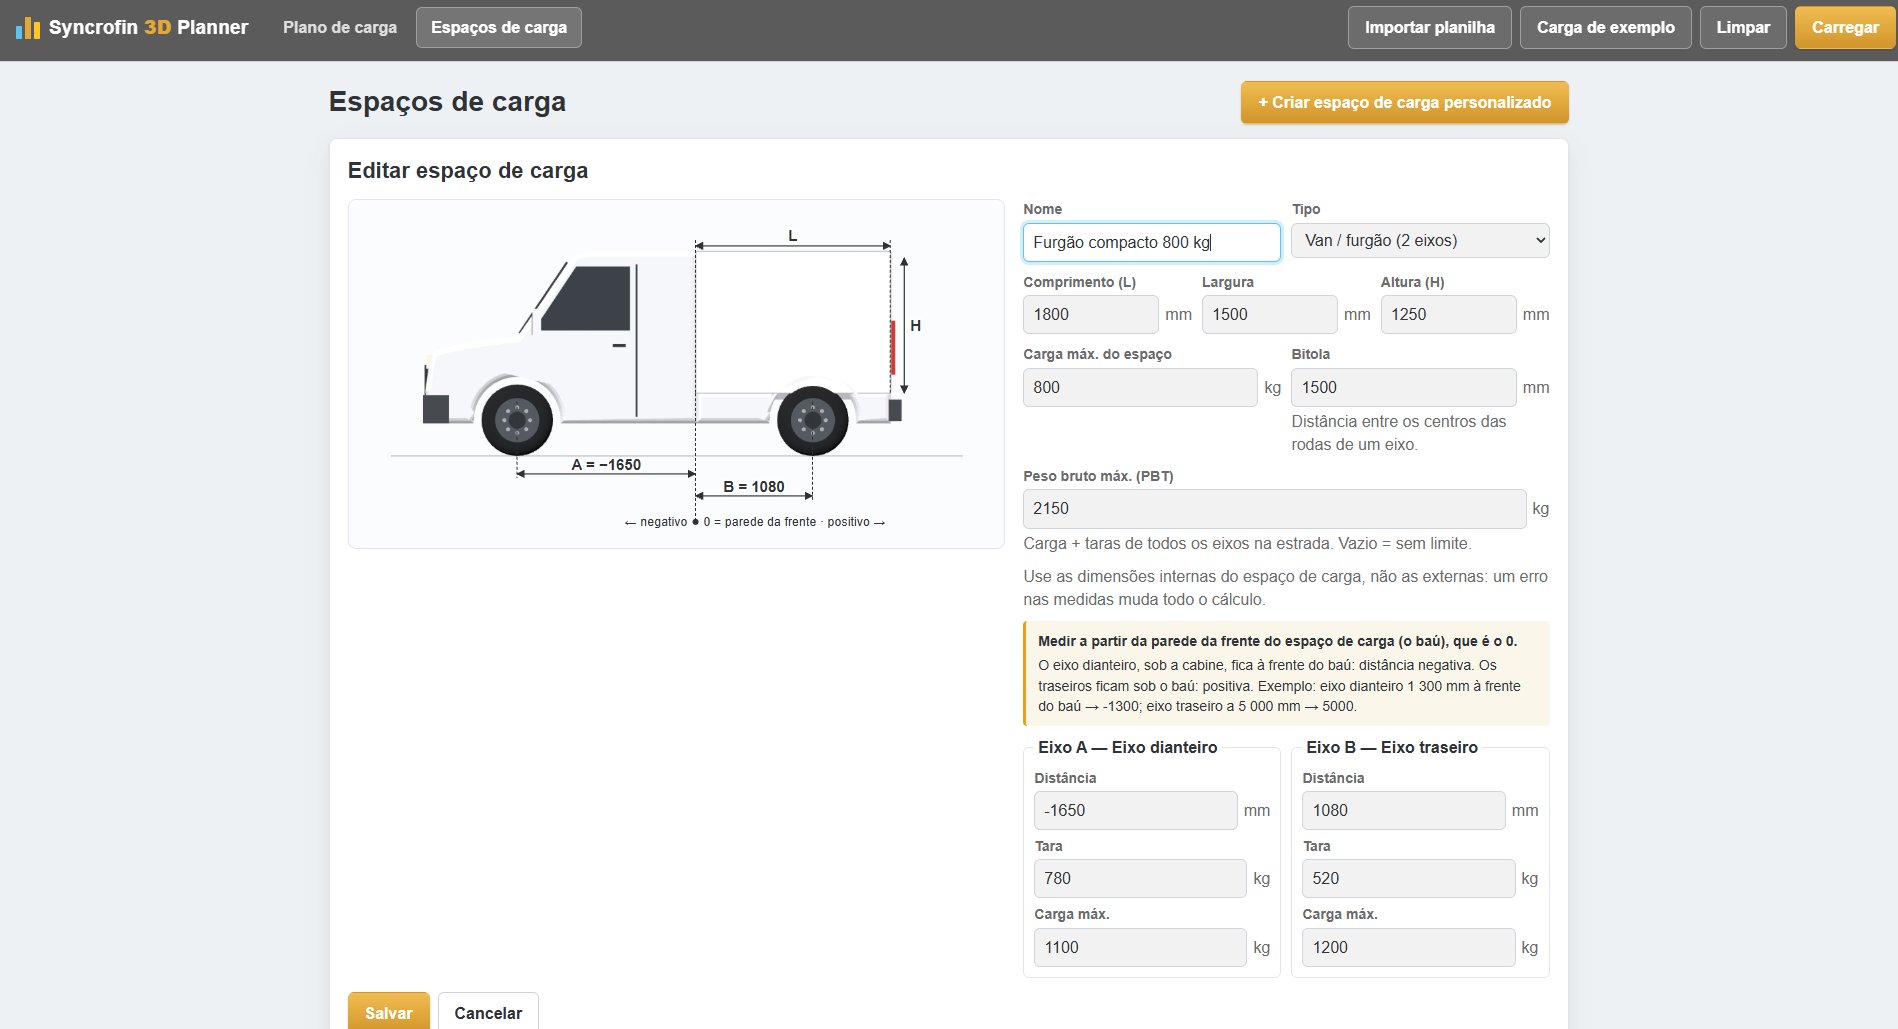 Syncrofin 3D Planner
Plano de carga
Espaços de carga
Importar planilha
Carga de exemplo
Limpar
Carregar
Espaços de carga
+ Criar espaço de carga personalizado
Editar espaço de carga
L
H
A = −1650
B = 1080
← negativo ● 0 = parede da frente · positivo →
Nome
Tipo
Furgão compacto 800 kg
Van / furgão (2 eixos)
Comprimento (L)
Largura
Altura (H)
1800 mm
1500 mm
1250 mm
Carga máx. do espaço
Bitola
800 kg
1500 mm
Distância entre os centros das
rodas de um eixo.
Peso bruto máx. (PBT)
2150 kg
Carga + taras de todos os eixos na estrada. Vazio = sem limite.
Use as dimensões internas do espaço de carga, não as externas: um erro
nas medidas muda todo o cálculo.
Medir a partir da parede da frente do espaço de carga (o baú), que é o 0.
O eixo dianteiro, sob a cabine, fica à frente do baú: distância negativa. Os
traseiros ficam sob o baú: positiva. Exemplo: eixo dianteiro 1 300 mm à frente
do baú → -1300; eixo traseiro a 5 000 mm → 5000.
Eixo A — Eixo dianteiro
Distância
-1650 mm
Tara
780 kg
Carga máx.
1100 kg
Eixo B — Eixo traseiro
Distância
1080 mm
Tara
520 kg
Carga máx.
1200 kg
Salvar
Cancelar